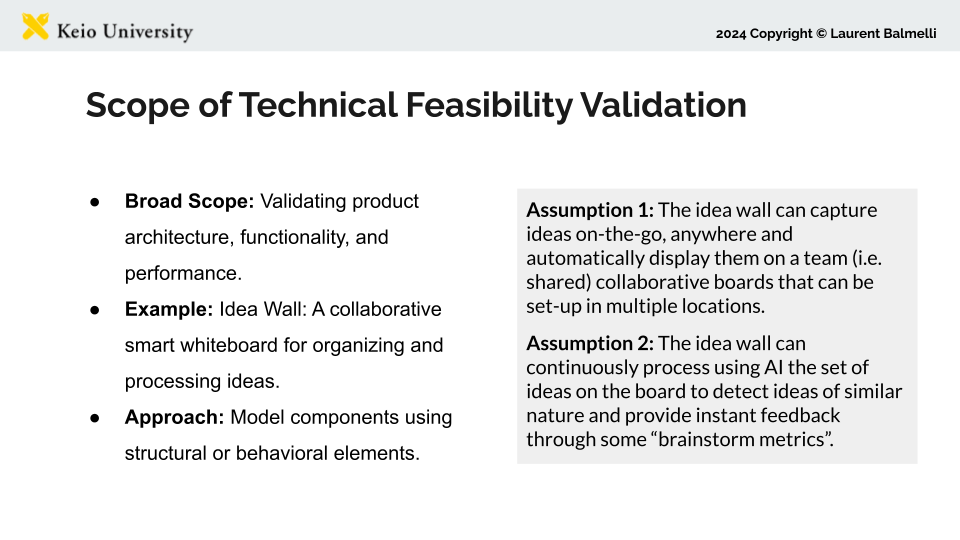 Keio University
2024 Copyright © Laurent Balmelli
Scope of Technical Feasibility Validation
● Broad Scope: Validating product
architecture, functionality, and
performance.
● Example: Idea Wall: A collaborative
smart whiteboard for organizing and
processing ideas.
● Approach: Model components using
structural or behavioral elements.
Assumption 1: The idea wall can capture
ideas on-the-go, anywhere and
automatically display them on a team (i.e.
shared) collaborative boards that can be
set-up in multiple locations.
Assumption 2: The idea wall can
continuously process using AI the set of
ideas on the board to detect ideas of similar
nature and provide instant feedback
through some “brainstorm metrics”.